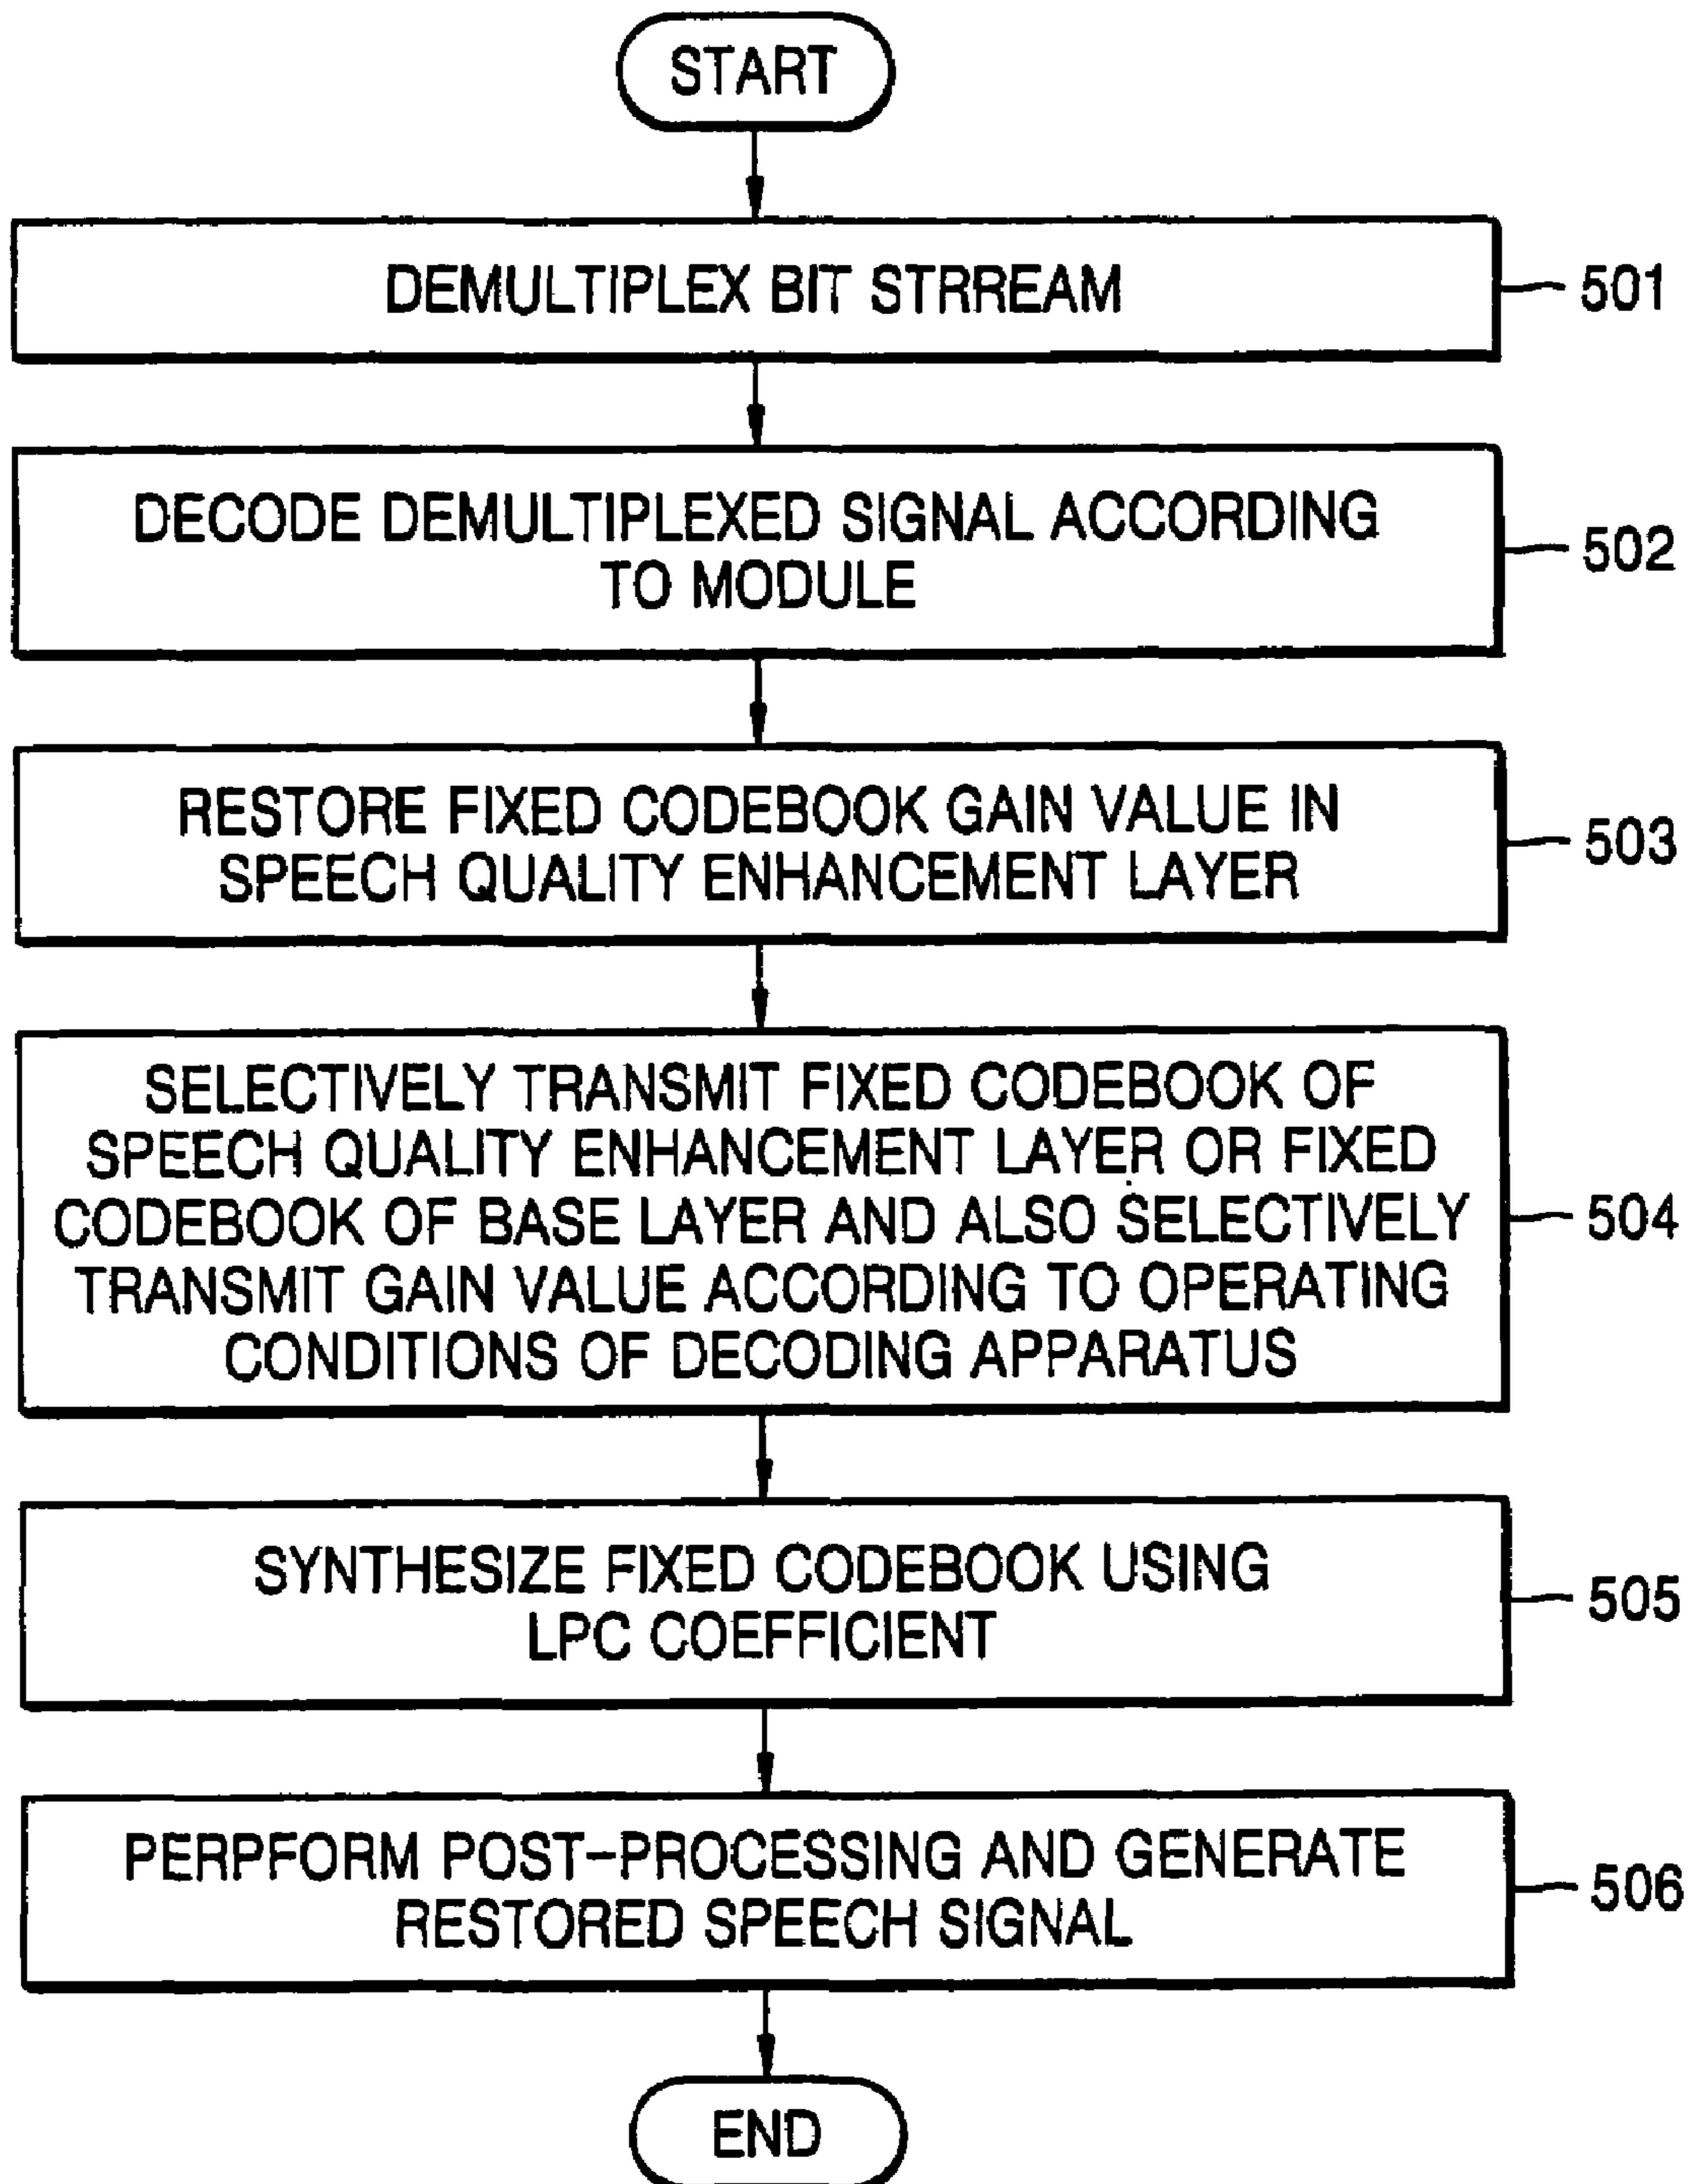 START
DEMULTIPLEX BIT STRREAM
501
DECODE DEMULTIPLEXED SIGNAL ACCORDING
TO MODULE
502
RESTORE FIXED CODEBOOK GAIN VALUE IN
SPEECH QUALITY ENHANCEMENT LAYER
503
SELECTIVELY TRANSMIT FIXED CODEBOOK OF
SPEECH QUALITY ENHANCEMENT LAYER OR FIXED
CODEBOOK OF BASE LAYER AND ALSO SELECTIVELY
TRANSMIT GAIN VALUE ACCORDING TO OPERATING
CONDITIONS OF DECODING APPARATUS
504
SYNTHESIZE FIXED CODEBOOK USING
LPC COEFFICIENT
505
PERPFORM POST-PROCESSING AND GENERATE
RESTORED SPEECH SIGNAL
506
END